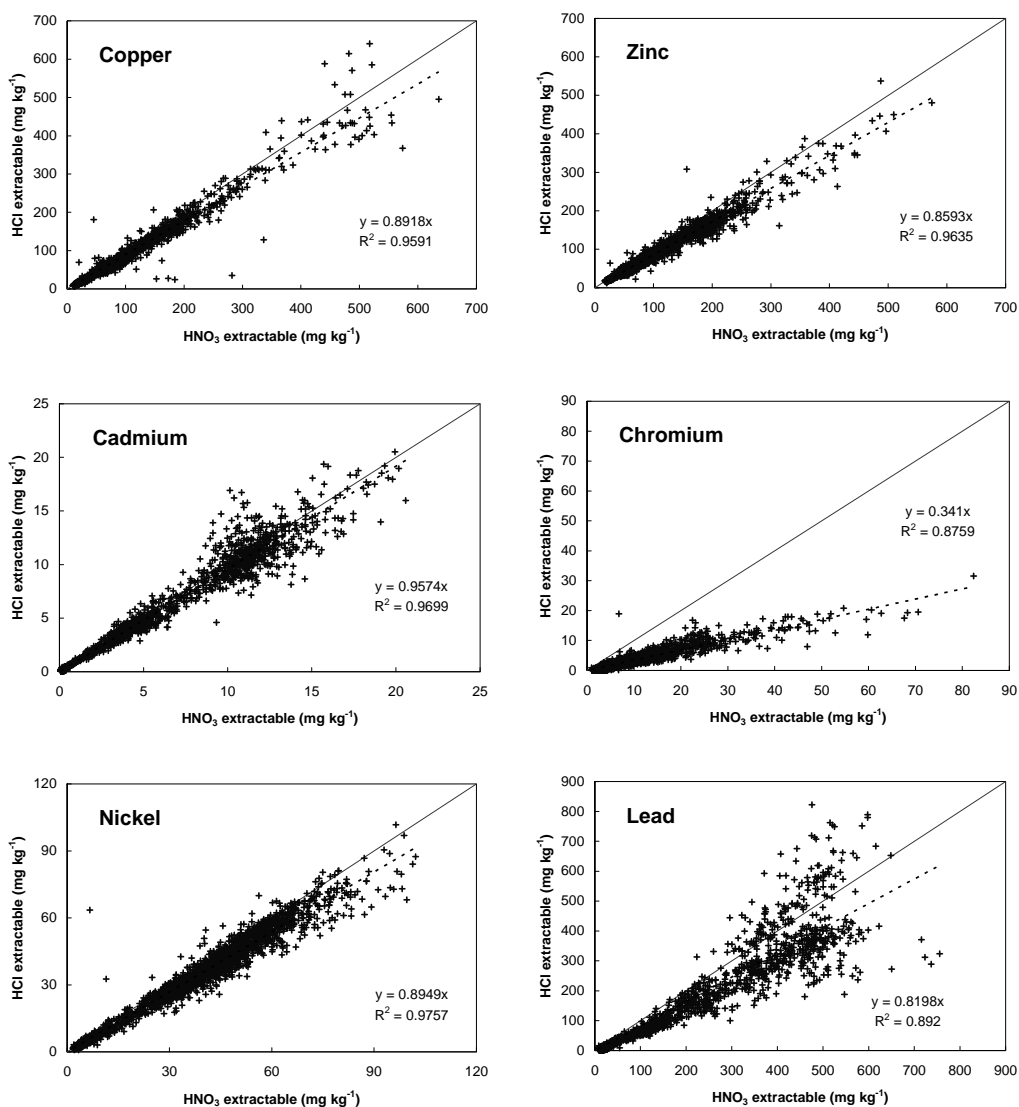 Copper
HCl extractable (mg kg⁻¹)
700
600
500
400
300
200
100
0
y = 0.8918x
R² = 0.9591
0 100 200 300 400 500 600 700
HNO₃ extractable (mg kg⁻¹)
Zinc
HCl extractable (mg kg⁻¹)
700
600
500
400
300
200
100
0
y = 0.8593x
R² = 0.9635
0 100 200 300 400 500 600 700
HNO₃ extractable (mg kg⁻¹)
Cadmium
HCl extractable (mg kg⁻¹)
25
20
15
10
5
0
y = 0.9574x
R² = 0.9699
0 5 10 15 20 25
HNO₃ extractable (mg kg⁻¹)
Chromium
HCl extractable (mg kg⁻¹)
90
80
70
60
50
40
30
20
10
0
y = 0.341x
R² = 0.8759
0 10 20 30 40 50 60 70 80 90
HNO₃ extractable (mg kg⁻¹)
Nickel
HCl extractable (mg kg⁻¹)
120
90
60
30
0
y = 0.8949x
R² = 0.9757
0 30 60 90 120
HNO₃ extractable (mg kg⁻¹)
Lead
HCl extractable (mg kg⁻¹)
900
800
700
600
500
400
300
200
100
0
y = 0.8198x
R² = 0.892
0 100 200 300 400 500 600 700 800 900
HNO₃ extractable (mg kg⁻¹)